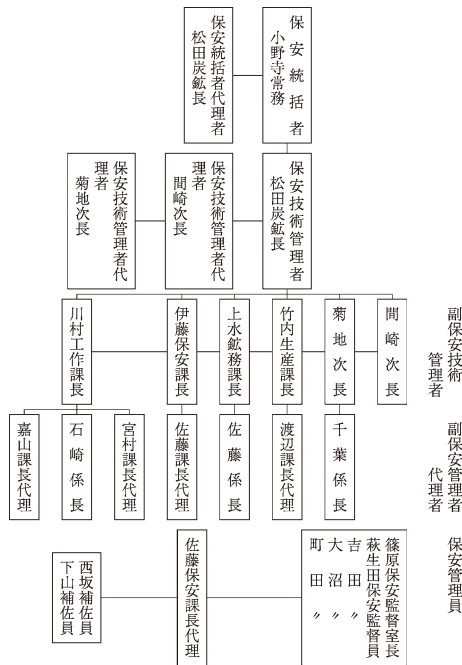 保安統括者
小野寺常務
保安統括者代理者
松田炭鉱長
保安技術管理者
松田炭鉱長
保安技術管理者代
理者
間崎次長
保安技術管理者代
理者
菊地次長
副保安技術
管理者
間崎次長
菊地次長
竹内生産課長
上水鉱務課長
伊藤保安課長
川村工作課長
副保安管理者
代理者
千葉係長
渡辺課長代理
佐藤係長
佐藤課長代理
宮村課長代理
石崎係長
嘉山課長代理
保安管理員
篠原保安監督室長
萩生田保安監督員
吉田〃
大沼〃
町田〃
佐藤保安課長代理
西坂補佐員
下山補佐員